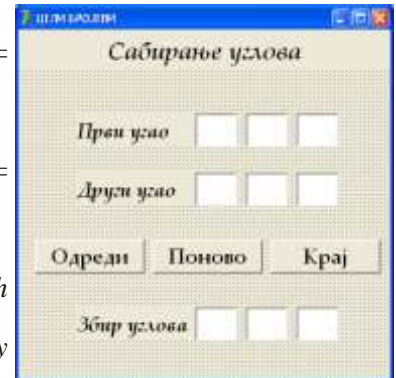 Сабирање углова
Први угао
Други угао
Одреди Поново Крај
Збир углова